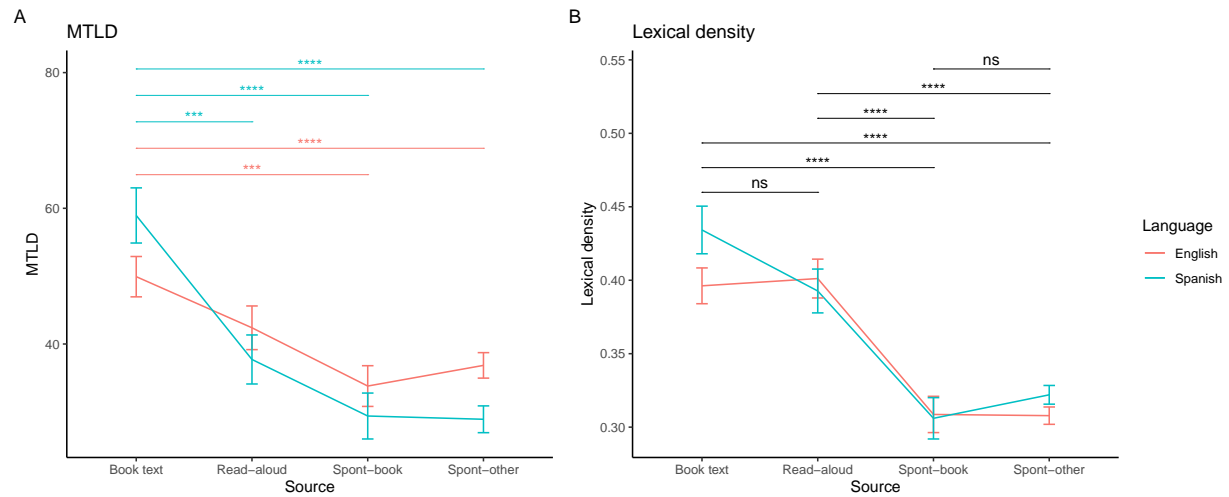 A
MTLD
80
60
40
MTLD
****
****
***
****
***
Book text
Read–aloud
Spont–book
Spont–other
Source
B
Lexical density
0.55
0.50
0.45
0.40
0.35
0.30
Lexical density
ns
****
****
****
****
ns
Book text
Read–aloud
Spont–book
Spont–other
Source
Language
English
Spanish